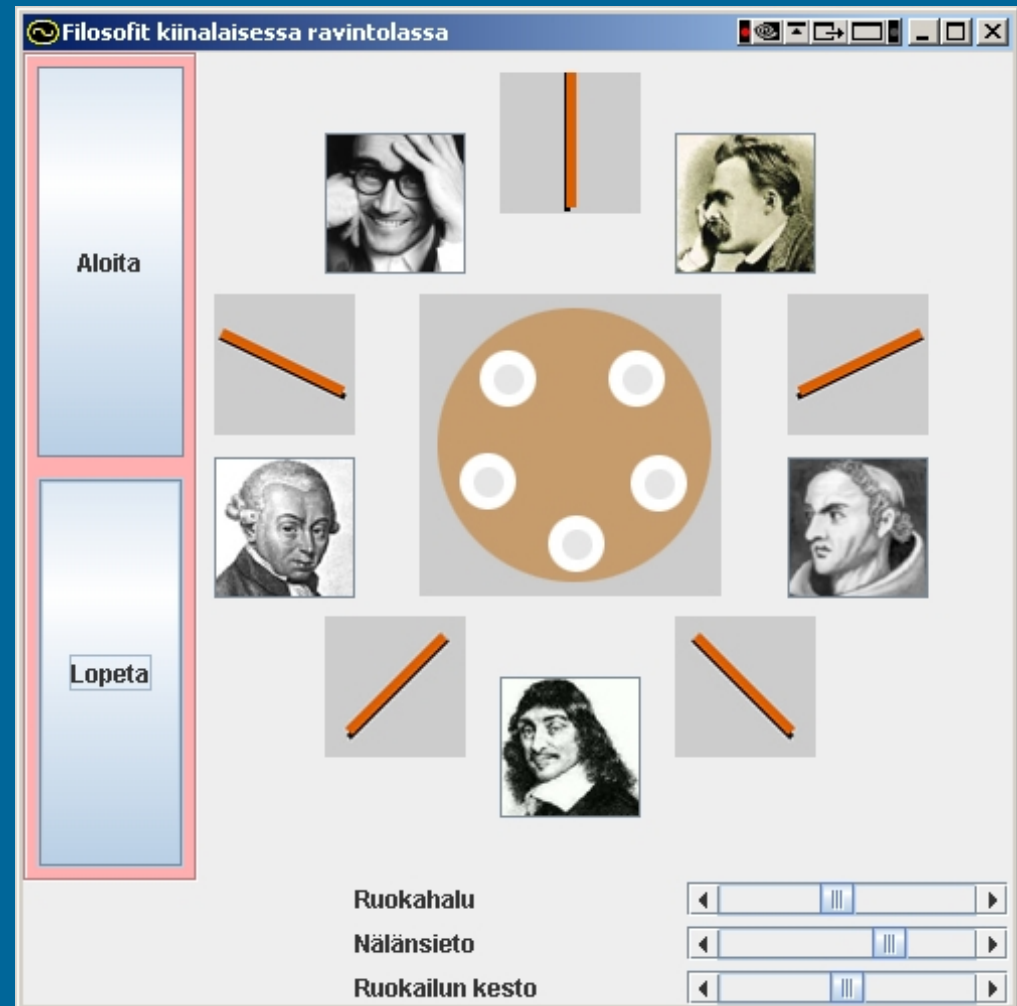 Filosofit kiinalaisessa ravintolassa
Aloita
Lopeta
Ruokahalu
Nälänsieto
Ruokailun kesto